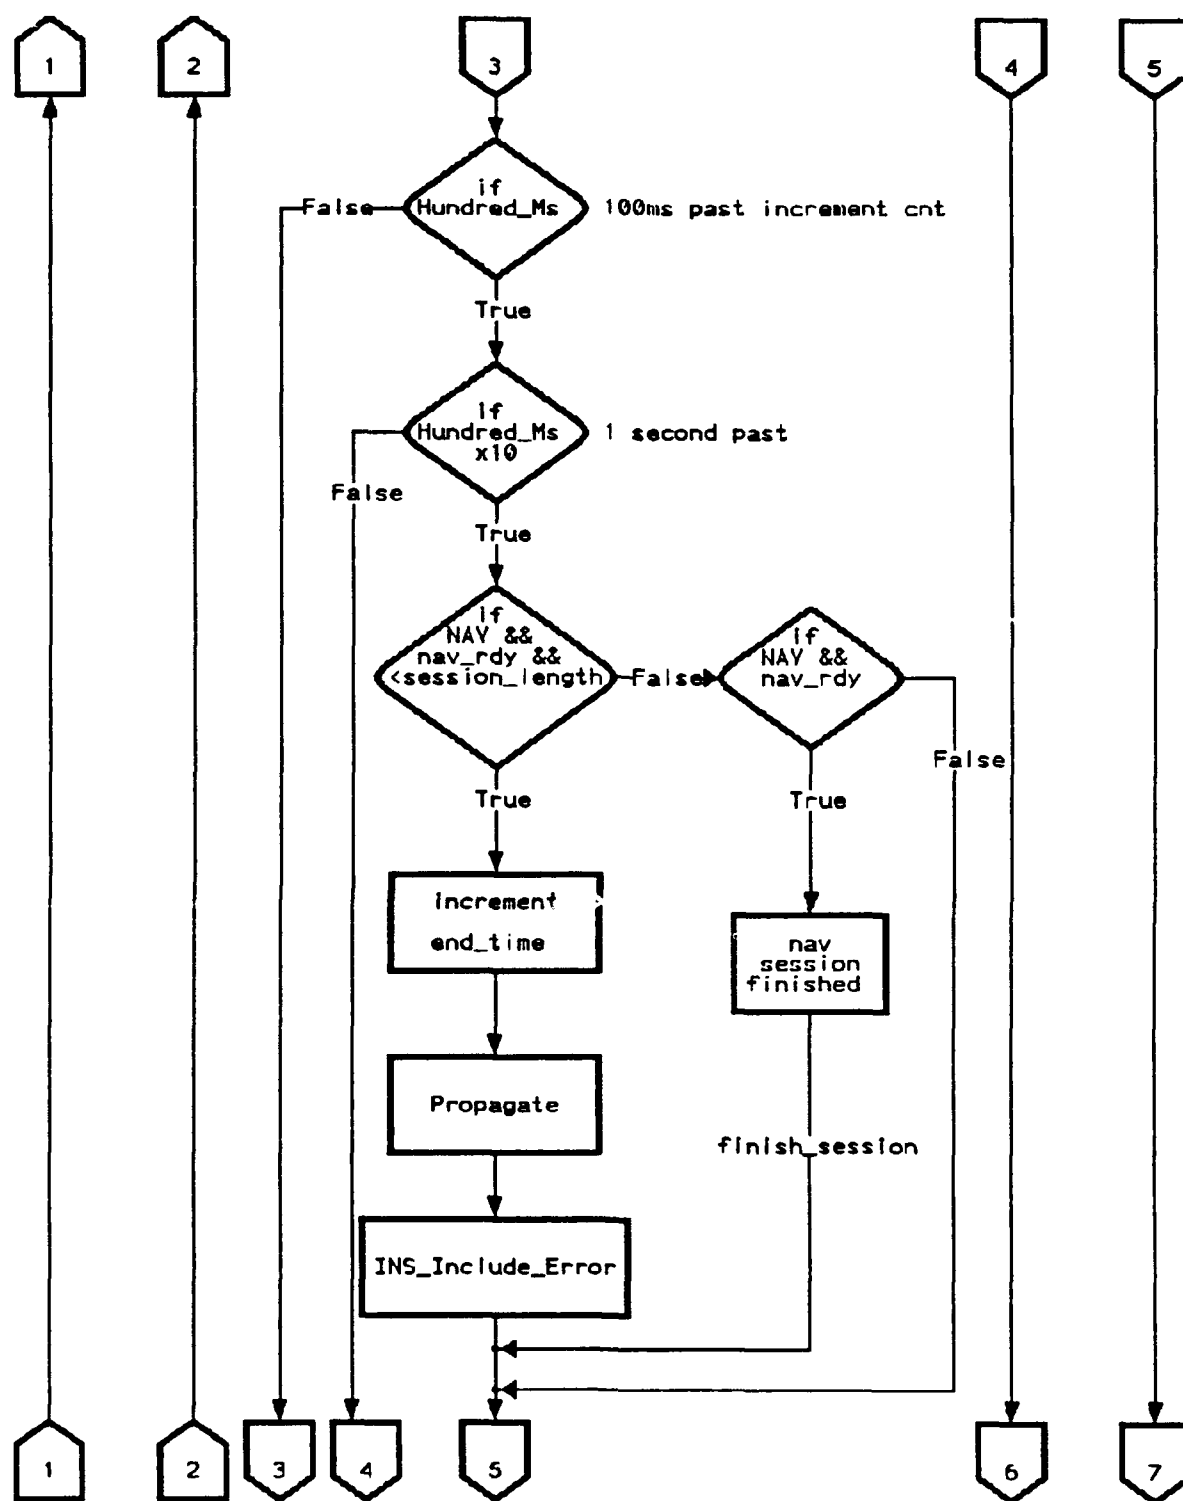 1
2
3
4
5
if
Hundred_Ms
100ms past increment cnt
False
True
if
Hundred_Ms
x10
1 second past
False
True
if
NAV &&
nav_rdy &&
<session_length
False
if
NAV &&
nav_rdy
False
True
True
increment
end_time
nav
session
finished
Propagate
finish_session
INS_Include_Error
1
2
3
4
5
6
7